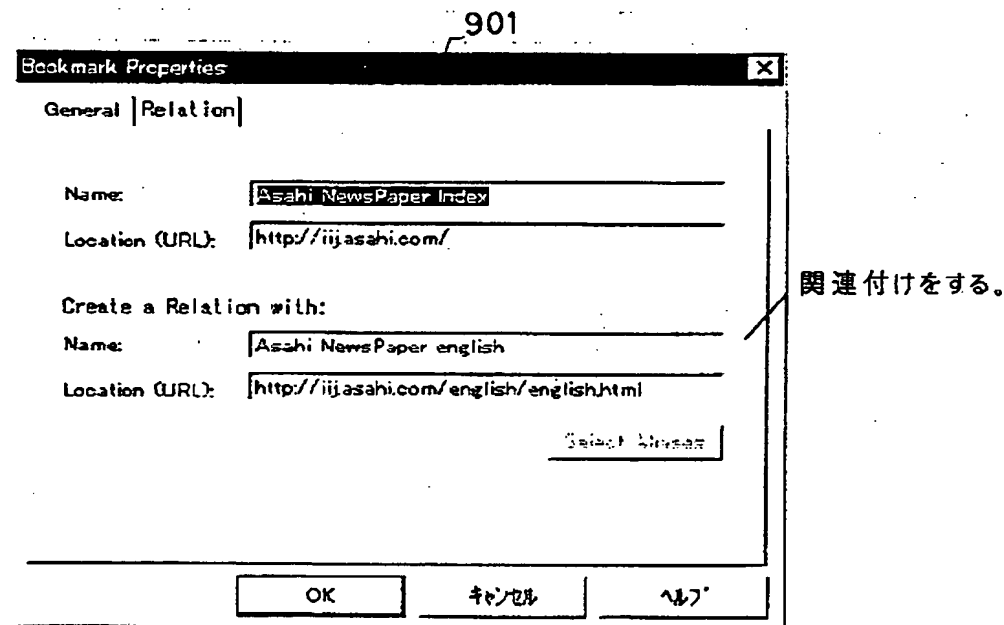 901
Bookmark Properties
General Relation
Name: Asahi NewsPaper Index
Location (URL): http://iij.asahi.com/
関連付けをする。
Create a Relation with:
Name: Asahi NewsPaper english
Location (URL): http://iij.asahi.com/english/english.html
Select Aliases
OK キャンセル ヘルプ